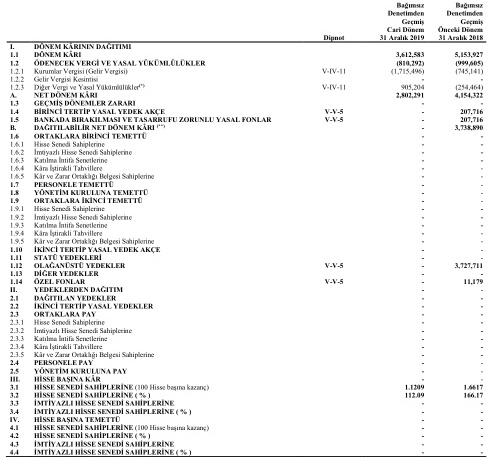 Bağımsız Bağımsız
Denetimden Denetimden
Geçmiş Geçmiş
Cari Dönem Önceki Dönem
Dipnot 31 Aralık 2019 31 Aralık 2018
I. DÖNEM KÂRININ DAĞITIMI
1.1 DÖNEM KÂRI 3,612,583 5,153,927
1.2 ÖDENECEK VERGİ VE YASAL YÜKÜMLÜLÜKLER (810,292) (999,605)
1.2.1 Kurumlar Vergisi (Gelir Vergisi) V-IV-11 (1,715,496) (745,141)
1.2.2 Gelir Vergisi Kesintisi - -
1.2.3 Diğer Vergi ve Yasal Yükümlülükler(*) V-IV-11 905,204 (254,464)
A. NET DÖNEM KÂRI 2,802,291 4,154,322
1.3 GEÇMİŞ DÖNEMLER ZARARI - -
1.4 BİRİNCİ TERTİP YASAL YEDEK AKÇE V-V-5 - 207,716
1.5 BANKADA BIRAKILMASI VE TASARRUFU ZORUNLU YASAL FONLAR V-V-5 - 207,716
B. DAĞITILABİLİR NET DÖNEM KÂRI (**) - 3,738,890
1.6 ORTAKLARA BİRİNCİ TEMETTÜ - -
1.6.1 Hisse Senedi Sahiplerine - -
1.6.2 İmtiyazlı Hisse Senedi Sahiplerine - -
1.6.3 Katılma İntifa Senetlerine - -
1.6.4 Kâra İştirakli Tahvillere - -
1.6.5 Kâr ve Zarar Ortaklığı Belgesi Sahiplerine - -
1.7 PERSONELE TEMETTÜ - -
1.8 YÖNETİM KURULUNA TEMETTÜ - -
1.9 ORTAKLARA İKİNCİ TEMETTÜ - -
1.9.1 Hisse Senedi Sahiplerine - -
1.9.2 İmtiyazlı Hisse Senedi Sahiplerine - -
1.9.3 Katılma İntifa Senetlerine - -
1.9.4 Kâra İştirakli Tahvillere - -
1.9.5 Kâr ve Zarar Ortaklığı Belgesi Sahiplerine - -
1.10 İKİNCİ TERTİP YASAL YEDEK AKÇE - -
1.11 STATÜ YEDEKLERİ - -
1.12 OLAĞANÜSTÜ YEDEKLER V-V-5 - 3,727,711
1.13 DİĞER YEDEKLER - -
1.14 ÖZEL FONLAR V-V-5 - 11,179
II. YEDEKLERDEN DAĞITIM - -
2.1 DAĞITILAN YEDEKLER - -
2.2 İKİNCİ TERTİP YASAL YEDEKLER - -
2.3 ORTAKLARA PAY - -
2.3.1 Hisse Senedi Sahiplerine - -
2.3.2 İmtiyazlı Hisse Senedi Sahiplerine - -
2.3.3 Katılma İntifa Senetlerine - -
2.3.4 Kâra İştirakli Tahvillere - -
2.3.5 Kâr ve Zarar Ortaklığı Belgesi Sahiplerine - -
2.4 PERSONELE PAY - -
2.5 YÖNETİM KURULUNA PAY - -
III. HİSSE BAŞINA KÂR - -
3.1 HİSSE SENEDİ SAHİPLERİNE (100 Hisse başına kazanç) 1.1209 1.6617
3.2 HİSSE SENEDİ SAHİPLERİNE ( % ) 112.09 166.17
3.3 İMTİYAZLI HİSSE SENEDİ SAHİPLERİNE - -
3.4 İMTİYAZLI HİSSE SENEDİ SAHİPLERİNE ( % ) - -
IV. HİSSE BAŞINA TEMETTÜ - -
4.1 HİSSE SENEDİ SAHİPLERİNE (100 Hisse başına kazanç) - -
4.2 HİSSE SENEDİ SAHİPLERİNE ( % ) - -
4.3 İMTİYAZLI HİSSE SENEDİ SAHİPLERİNE - -
4.4 İMTİYAZLI HİSSE SENEDİ SAHİPLERİNE ( % ) - -